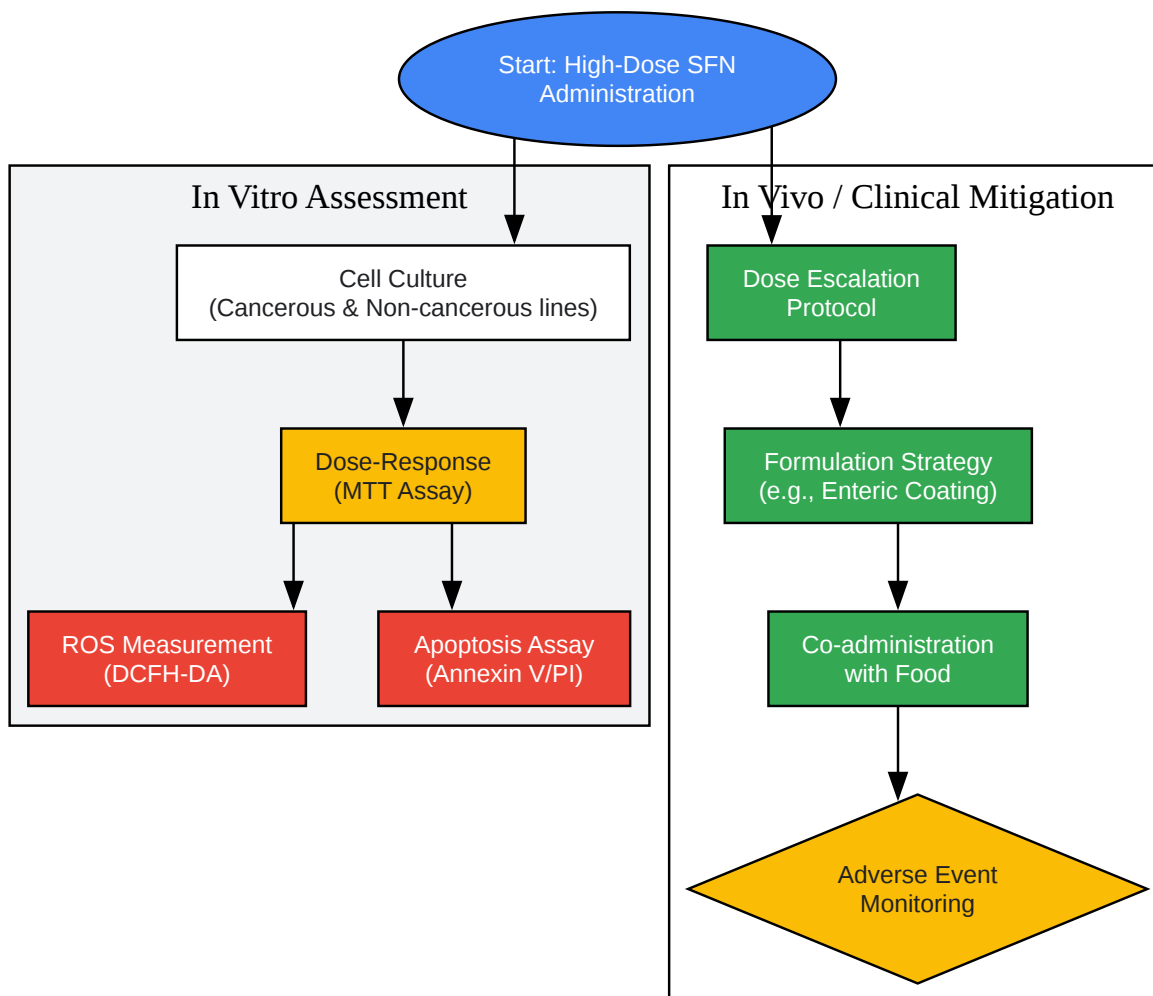 Start: High-Dose SFN
Administration
In Vitro Assessment
Cell Culture
(Cancerous & Non-cancerous lines)
Dose-Response
(MTT Assay)
ROS Measurement
(DCFH-DA)
Apoptosis Assay
(Annexin V/PI)
In Vivo / Clinical Mitigation
Dose Escalation
Protocol
Formulation Strategy
(e.g., Enteric Coating)
Co-administration
with Food
Adverse Event
Monitoring